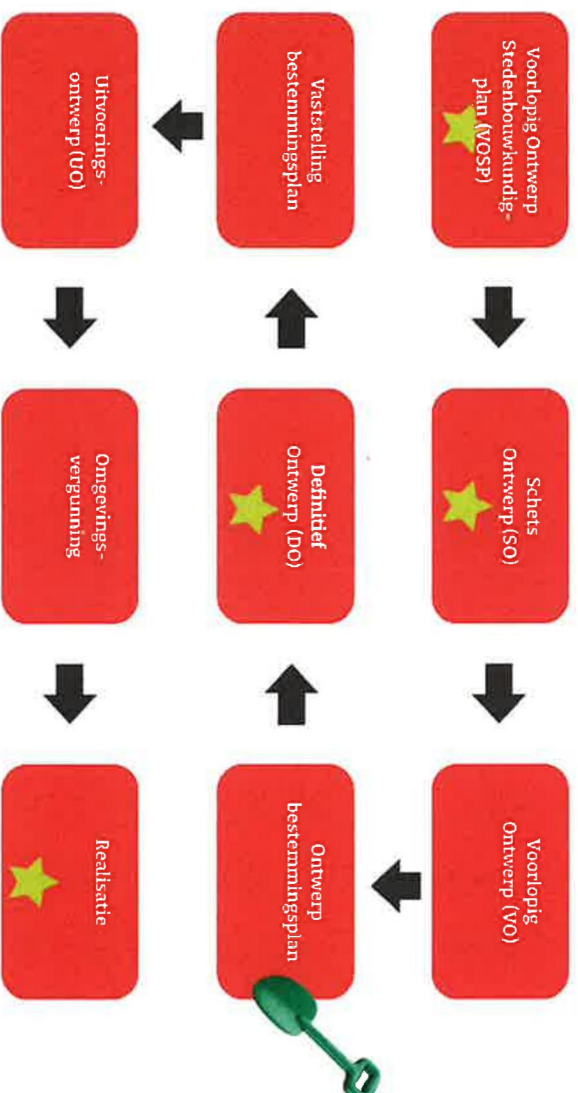 Voorlopig Ontwerp
Stedenbouwkundig-
plan (VOSP)
Schets
Ontwerp (SO)
Voorlopig
Ontwerp (VO)
Ontwerp
bestemmingsplan
Definitief
Ontwerp (DO)
Vaststelling
bestemmingsplan
Uitvoerings-
ontwerp (UO)
Omgevings-
vergunning
Realisatie